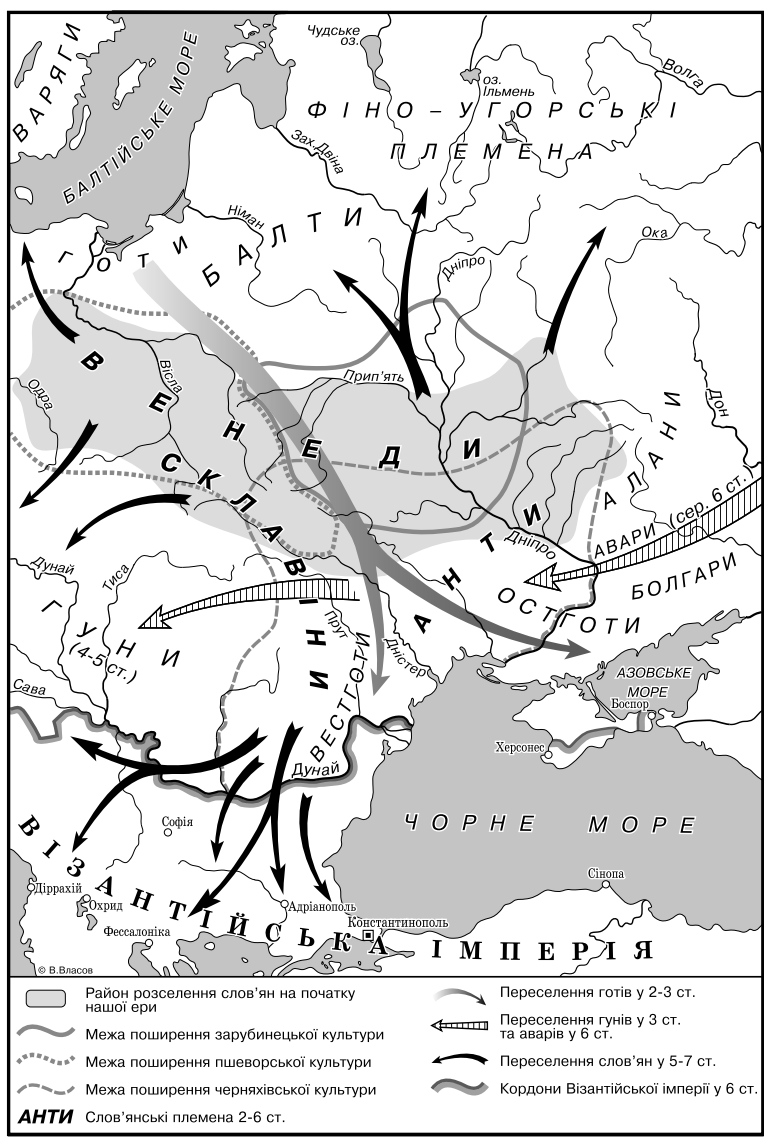 ВАРЯГИ
БАЛТІЙСЬКЕ МОРЕ
Чудське
оз.
оз.
Ільмень
Волга
ФІНО – УГОРСЬКІ
ПЛЕМЕНА
Зах.Двіна
Німан
БАЛТИ
ГОТИ
Ока
Дніпро
Прип'ять
Вісла
Одра
ВЕНЕДИ
СКЛАВІНИ
АНТИ
Дон
АЛАНИ
АВАРИ (сер. 6 ст.)
БОЛГАРИ
Дніпро
ОСТГОТИ
Дунай
Тиса
ГУНИ
(4-5 ст.)
Прут
Дністер
ВЕСТГОТИ
Сава
АЗОВСЬКЕ
МОРЕ
Боспор
Херсонес
Дунай
ЧОРНЕ МОРЕ
Софія
Сінопа
Діррахій
Охрид
Адріанополь
Фессалоніка
Константинополь
ВІЗАНТІЙСЬКА ІМПЕРІЯ
© В.Власов
Район розселення слов'ян на початку
нашої ери
Межа поширення зарубинецької культури
Межа поширення пшеворської культури
Межа поширення черняхівської культури
АНТИ Слов'янські племена 2-6 ст.
Переселення готів у 2-3 ст.
Переселення гунів у 3 ст.
та аварів у 6 ст.
Переселення слов'ян у 5-7 ст.
Кордони Візантійської імперії у 6 ст.